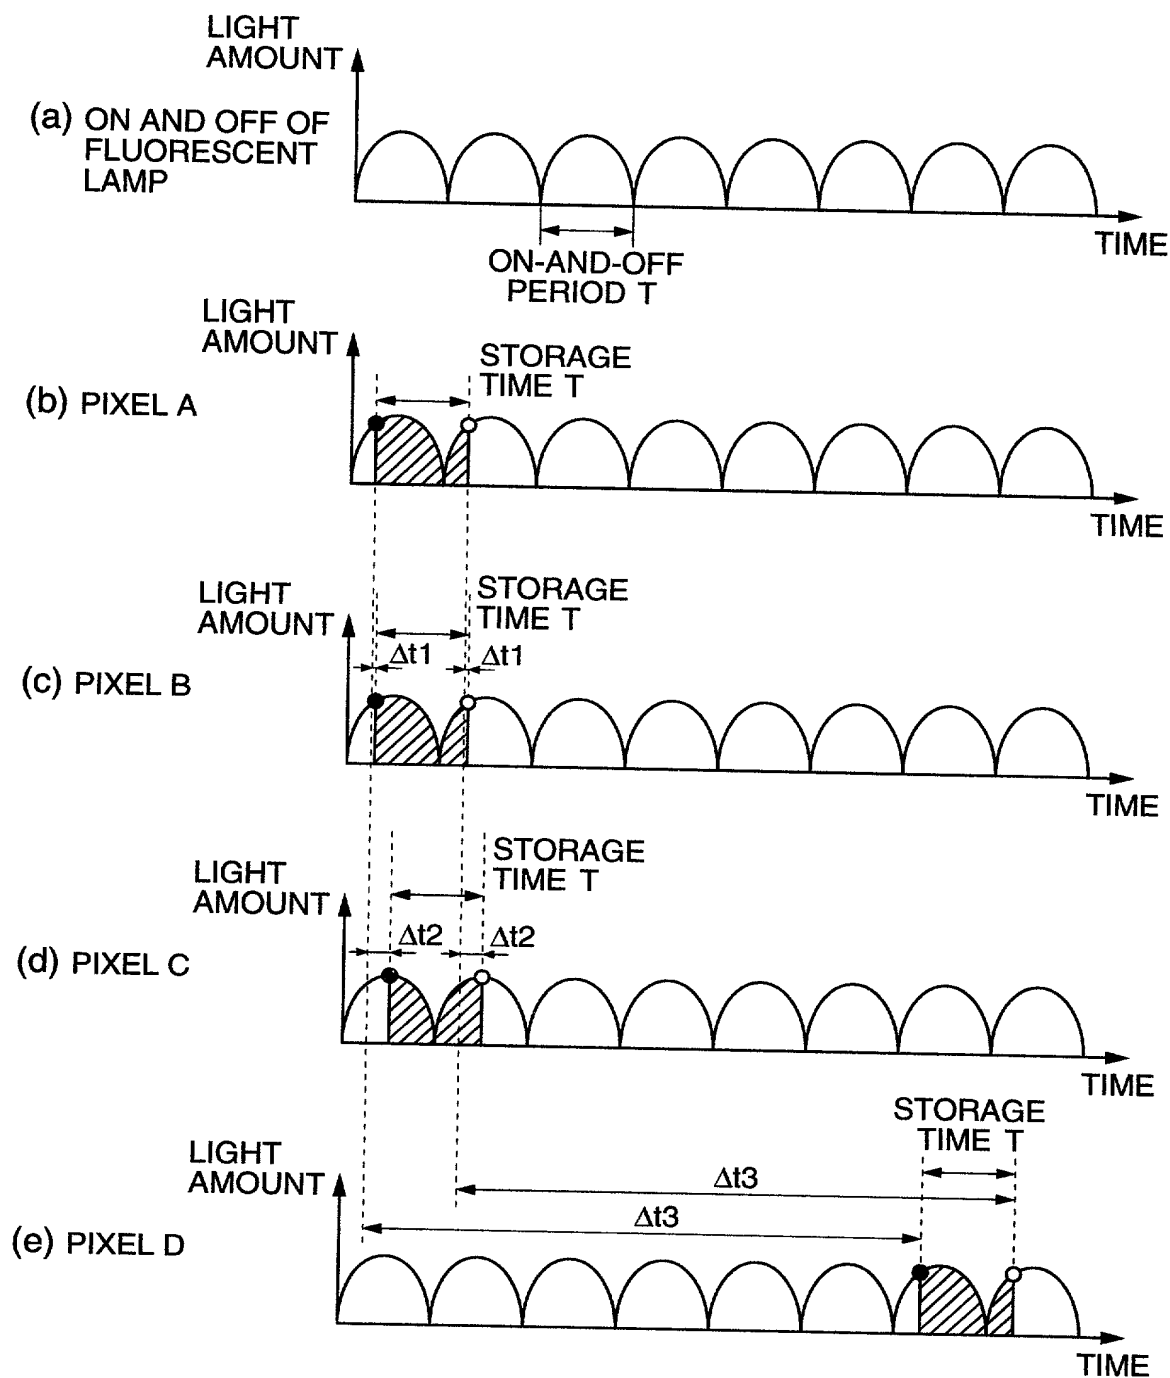 LIGHT
AMOUNT
(a) ON AND OFF OF
FLUORESCENT
LAMP
TIME
ON-AND-OFF
PERIOD T
LIGHT
AMOUNT
STORAGE
TIME T
(b) PIXEL A
TIME
LIGHT
AMOUNT
STORAGE
TIME T
Δt1 Δt1
(c) PIXEL B
TIME
LIGHT
AMOUNT
STORAGE
TIME T
Δt2 Δt2
(d) PIXEL C
TIME
STORAGE
TIME T
LIGHT
AMOUNT
Δt3
Δt3
(e) PIXEL D
TIME